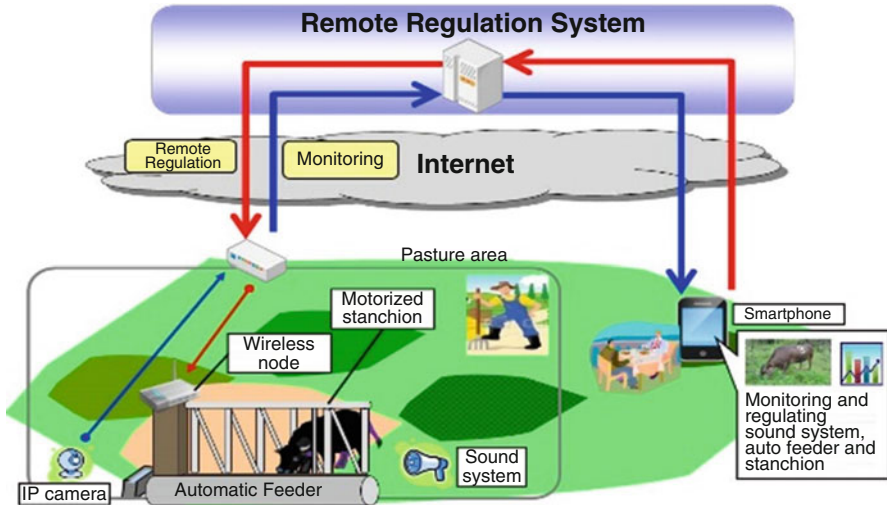 Remote Regulation System
Remote
Regulation
Monitoring
Internet
Pasture area
Motorized
stanchion
Wireless
node
Smartphone
Monitoring and
regulating
sound system,
auto feeder and
stanchion
Sound
system
IP camera
Automatic Feeder